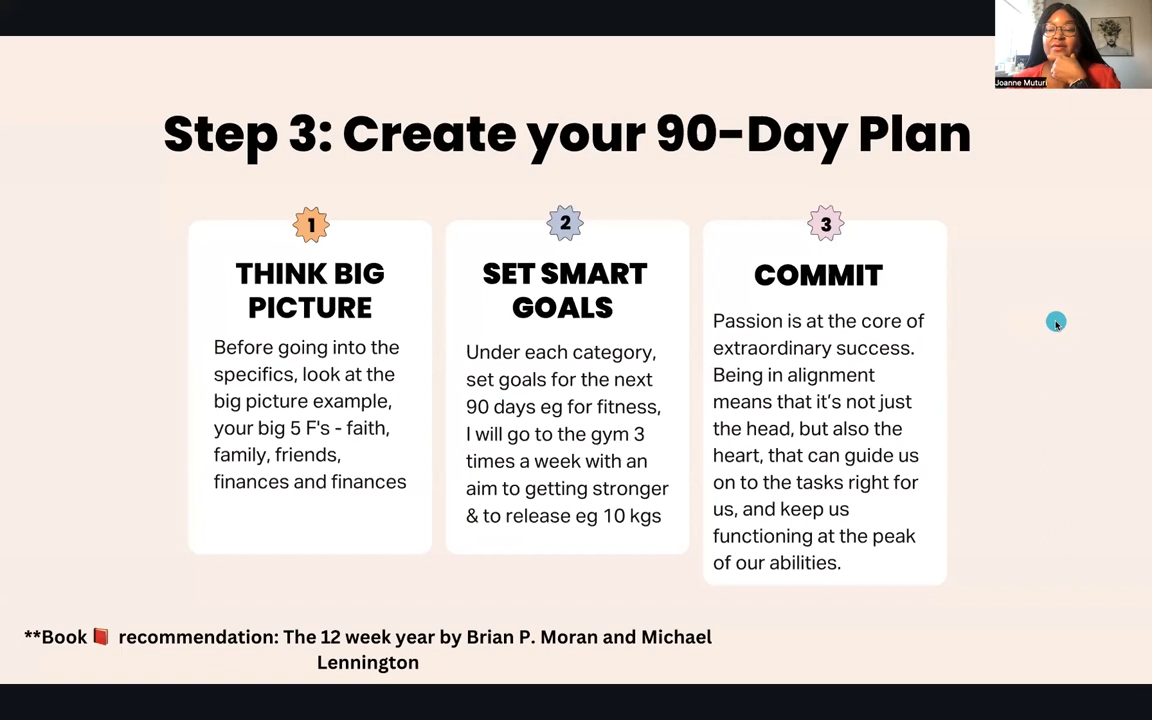 Joanne Muturi
Step 3: Create your 90-Day Plan
1
THINK BIG
PICTURE
Before going into the
specifics, look at the
big picture example,
your big 5 F's - faith,
family, friends,
finances and finances
2
SET SMART
GOALS
Under each category,
set goals for the next
90 days eg for fitness,
I will go to the gym 3
times a week with an
aim to getting stronger
& to release eg 10 kgs
3
COMMIT
Passion is at the core of
extraordinary success.
Being in alignment
means that it's not just
the head, but also the
heart, that can guide us
on to the tasks right for
us, and keep us
functioning at the peak
of our abilities.
**Book 📕 recommendation: The 12 week year by Brian P. Moran and Michael
Lennington